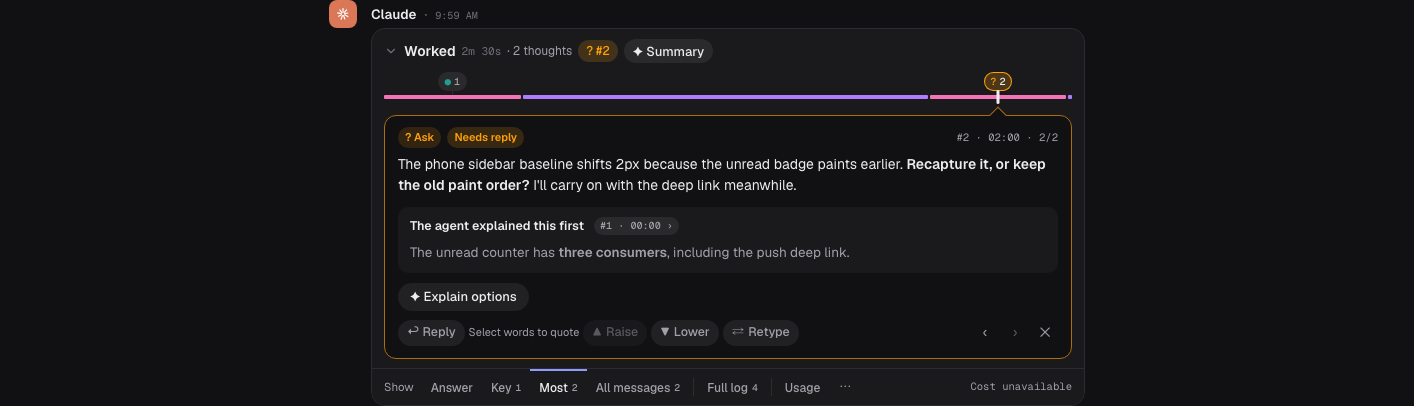 Claude · 9:59 AM
Worked 2m 30s · 2 thoughts ? #2 ✦ Summary
1 ? 2
? Ask Needs reply #2 · 02:00 · 2/2
The phone sidebar baseline shifts 2px because the unread badge paints earlier. Recapture it, or keep
the old paint order? I'll carry on with the deep link meanwhile.
The agent explained this first #1 · 00:00 ›
The unread counter has three consumers, including the push deep link.
✦ Explain options
↩ Reply Select words to quote ▲ Raise ▼ Lower ⇄ Retype ‹ › ✕
Show Answer Key 1 Most 2 All messages 2 Full log 4 Usage ··· Cost unavailable